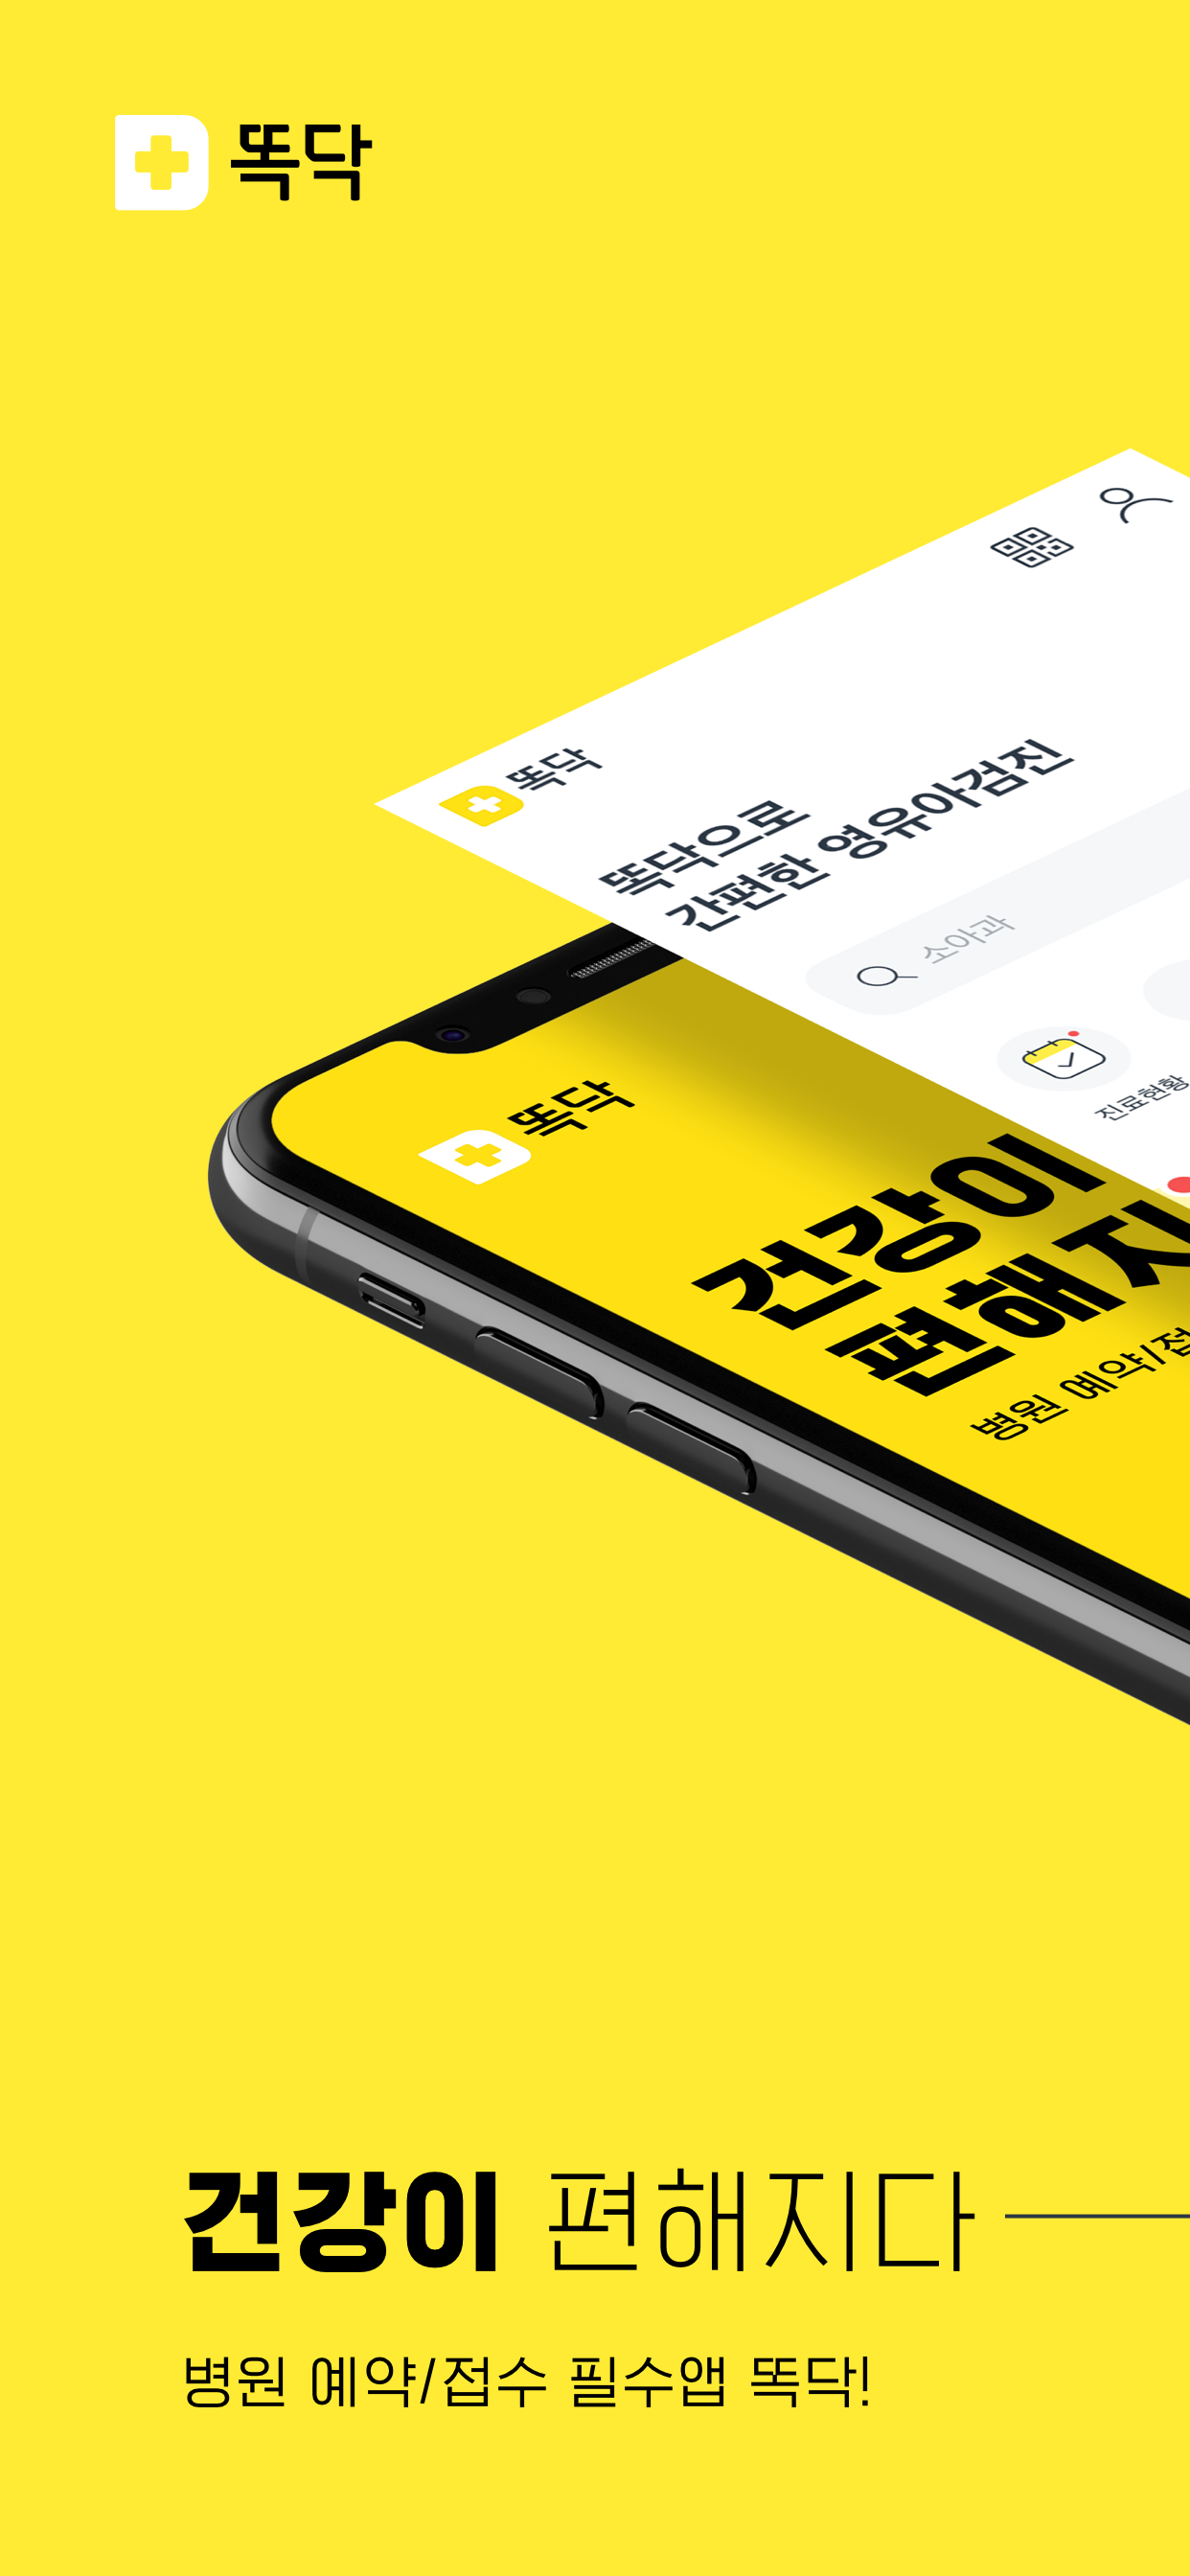 똑닥
똑닥
똑닥으로
간편한 영유아검진
소아과
진료현황
똑닥
건강이
편해지
병원 예약/접
건강이 편해지다
병원 예약/접수 필수앱 똑닥!